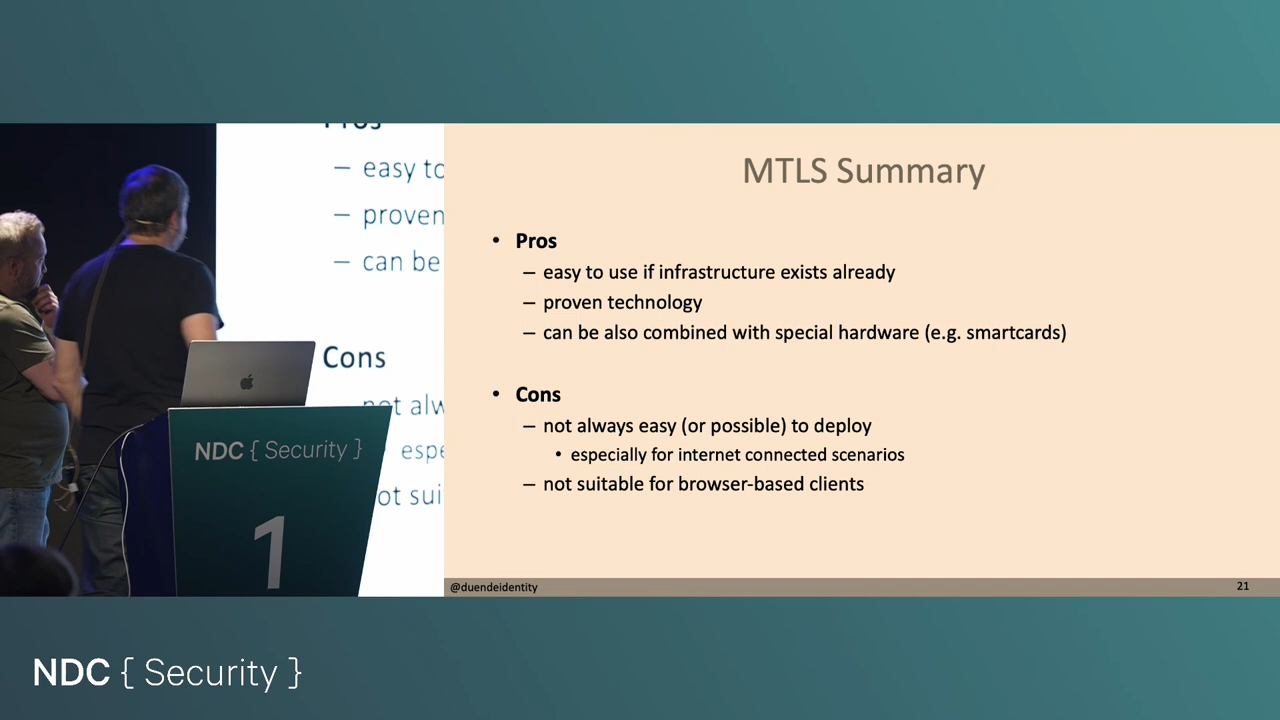 Pros
– easy to
– proven
– can be
Cons
not alw
espe
ot sui
NDC { Security }
1
MTLS Summary
• Pros
– easy to use if infrastructure exists already
– proven technology
– can be also combined with special hardware (e.g. smartcards)
• Cons
– not always easy (or possible) to deploy
• especially for internet connected scenarios
– not suitable for browser-based clients
@duendeidentity
21
NDC { Security }